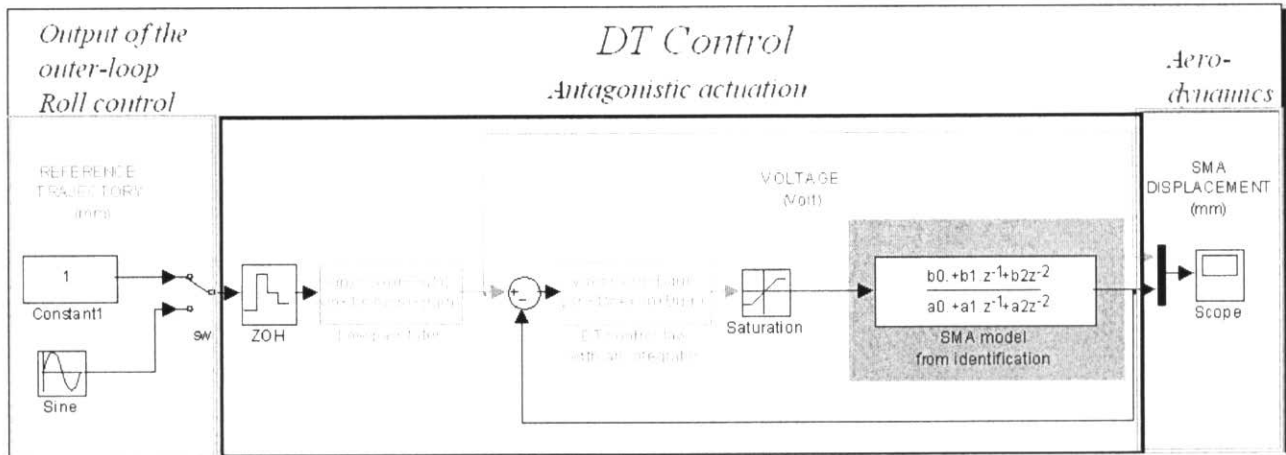 Output of the
outer-loop
Roll control
DT Control
Antagonistic actuation
Aero-
dynamics
REFERENCE
TRAJECTORY
(mm)
VOLTAGE
(Volt)
SMA
DISPLACEMENT
(mm)
1
Constant1
Sine
sw
ZOH
+
-
Saturation
b0.+b1 z-1+b2z-2
a0.+a1 z-1+a2z-2
SMA model
from identification
Scope